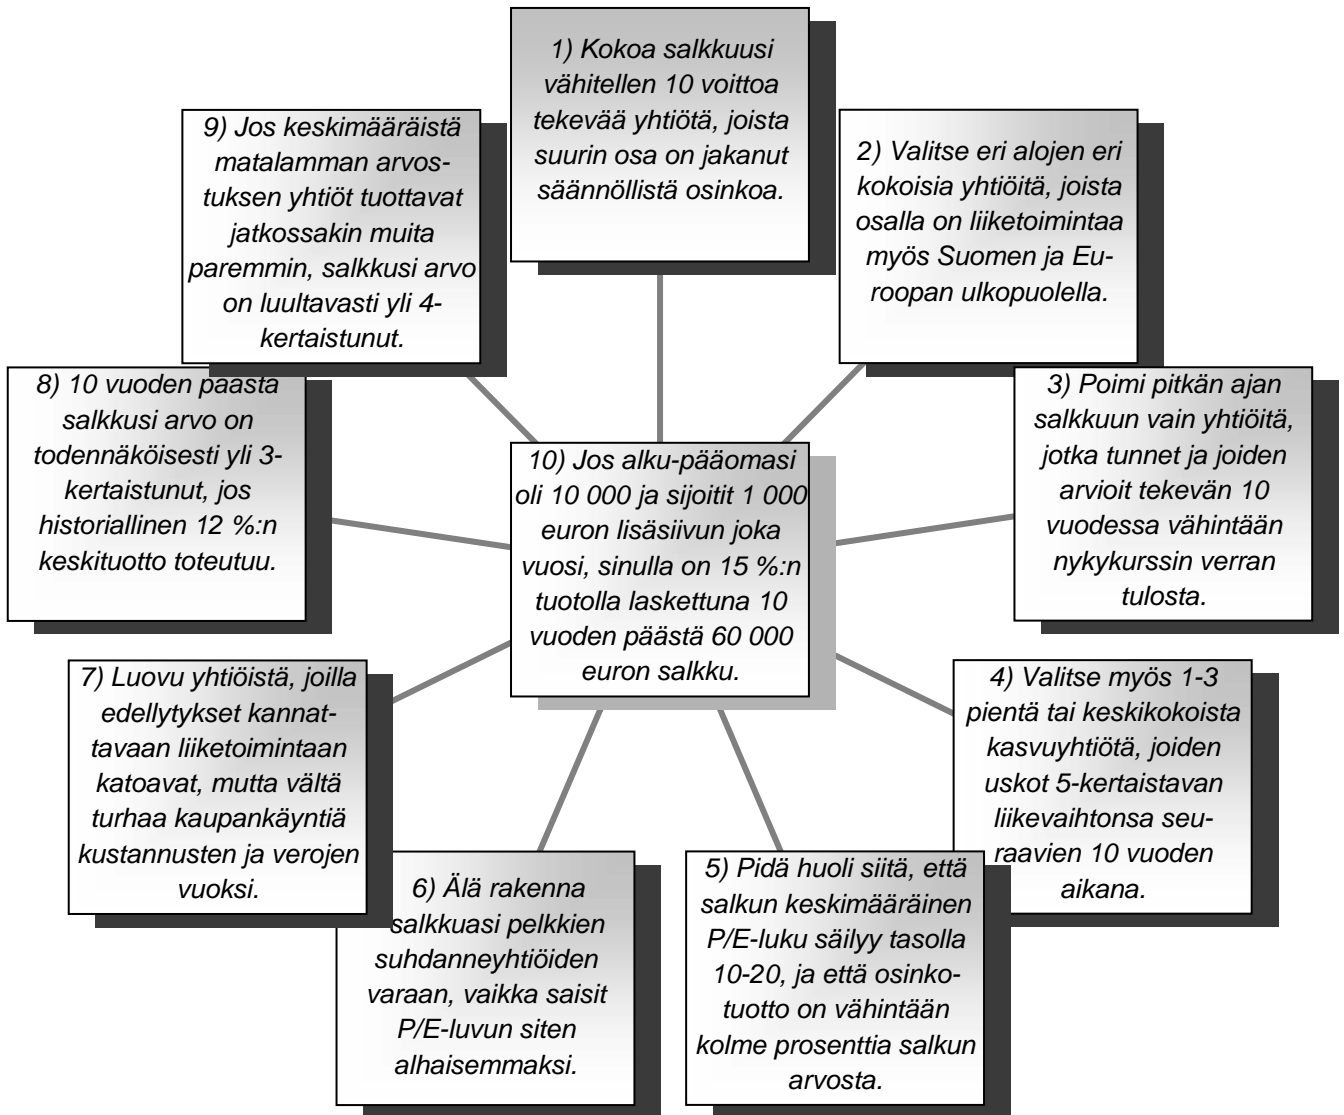 1) Kokoa salkkuusi
vähitellen 10 voittoa
tekevää yhtiötä, joista
suurin osa on jakanut
säännöllistä osinkoa.
2) Valitse eri alojen eri
kokoisia yhtiöitä, joista
osalla on liiketoimintaa
myös Suomen ja Eu-
roopan ulkopuolella.
3) Poimi pitkän ajan
salkkuun vain yhtiöitä,
jotka tunnet ja joiden
arvioit tekevän 10
vuodessa vähintään
nykykurssin verran
tulosta.
4) Valitse myös 1-3
pientä tai keskikokoista
kasvuyhtiötä, joiden
uskot 5-kertaistavan
liikevaihtonsa seu-
raavien 10 vuoden
aikana.
5) Pidä huoli siitä, että
salkun keskimääräinen
P/E-luku säilyy tasolla
10-20, ja että osinko-
tuotto on vähintään
kolme prosenttia salkun
arvosta.
6) Älä rakenna
salkkuasi pelkkien
suhdanneyhtiöiden
varaan, vaikka saisit
P/E-luvun siten
alhaisemmaksi.
7) Luovu yhtiöistä, joilla
edellytykset kannat-
tavaan liiketoimintaan
katoavat, mutta vältä
turhaa kaupankäyntiä
kustannusten ja verojen
vuoksi.
8) 10 vuoden päästä
salkkusi arvo on
todennäköisesti yli 3-
kertaistunut, jos
historiallinen 12 %:n
keskituotto toteutuu.
9) Jos keskimääräistä
matalamman arvos-
tuksen yhtiöt tuottavat
jatkossakin muita
paremmin, salkkusi arvo
on luultavasti yli 4-
kertaistunut.
10) Jos alku-pääomasi
oli 10 000 ja sijoitit 1 000
euron lisäsiivun joka
vuosi, sinulla on 15 %:n
tuotolla laskettuna 10
vuoden päästä 60 000
euron salkku.